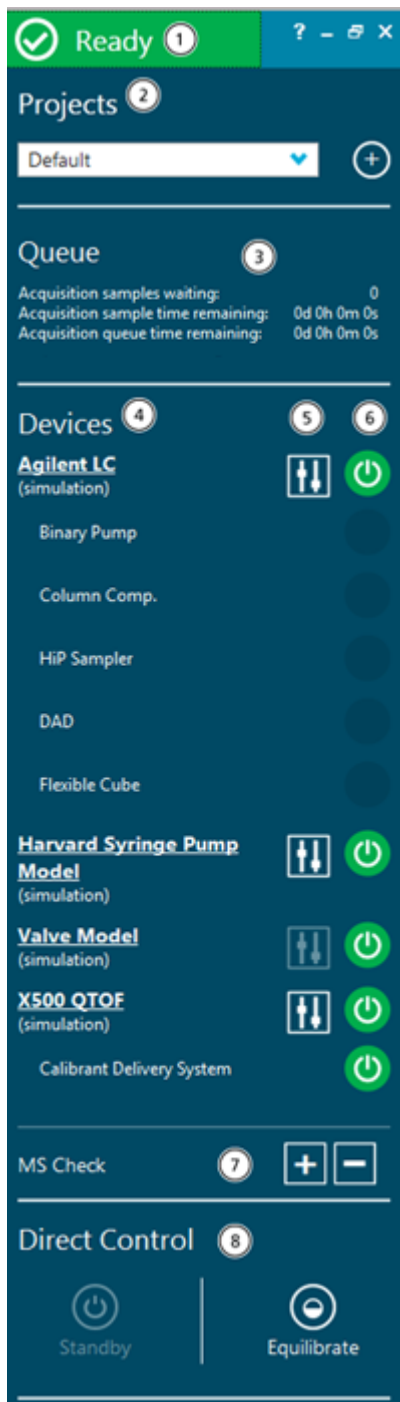 Ready 1 ? – x
Projects 2
Default +
Queue 3
Acquisition samples waiting: 0
Acquisition sample time remaining: 0d 0h 0m 0s
Acquisition queue time remaining: 0d 0h 0m 0s
Devices 4 5 6
Agilent LC
(simulation)
Binary Pump
Column Comp.
HiP Sampler
DAD
Flexible Cube
Harvard Syringe Pump
Model
(simulation)
Valve Model
(simulation)
X500 QTOF
(simulation)
Calibrant Delivery System
MS Check 7 + –
Direct Control 8
Standby Equilibrate